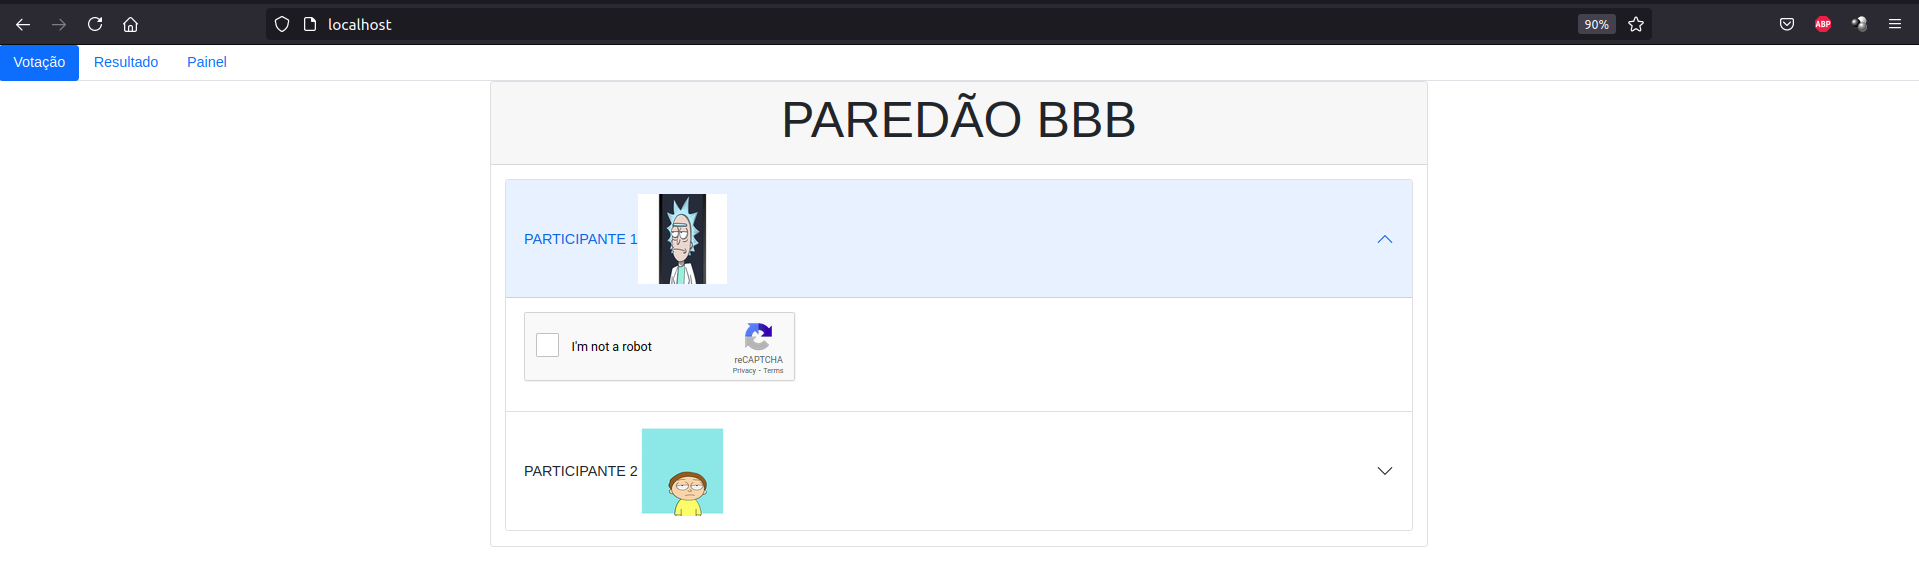 localhost
90%
ABP
Votação Resultado Painel
PAREDÃO BBB
PARTICIPANTE 1
I'm not a robot
reCAPTCHA
Privacy - Terms
PARTICIPANTE 2